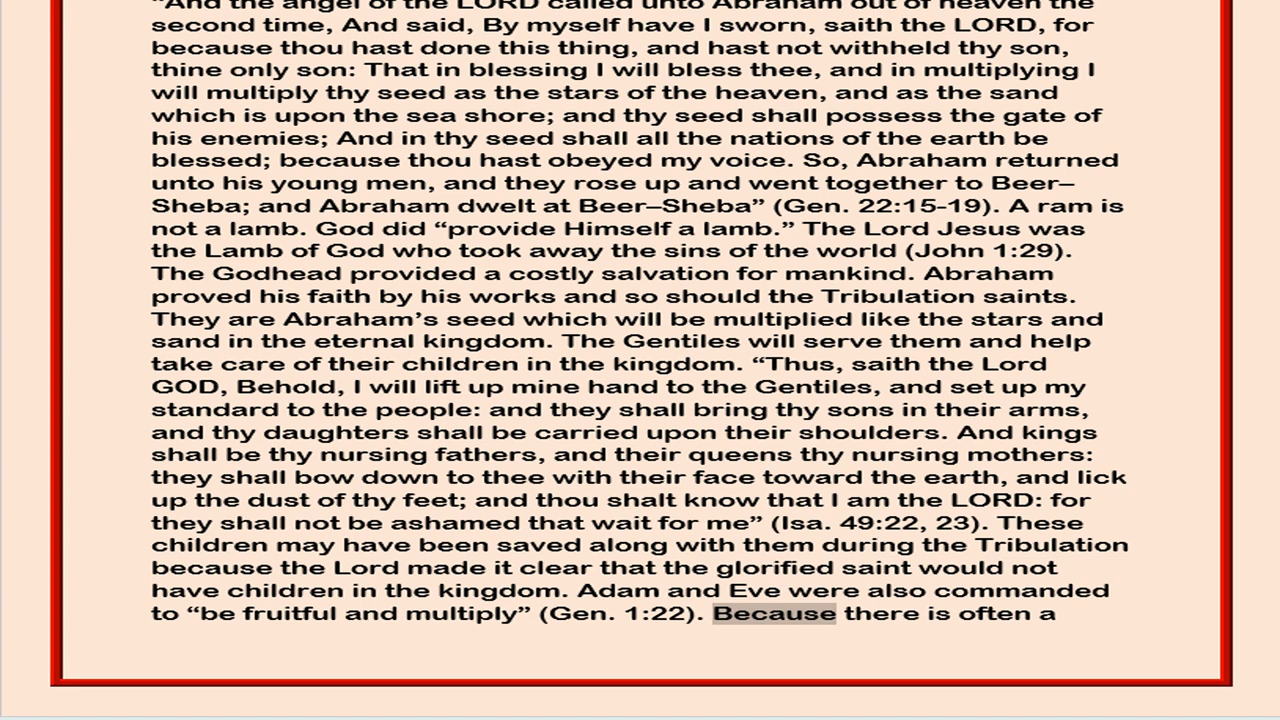 "And the angel of the LORD called unto Abraham out of heaven the
second time, And said, By myself have I sworn, saith the LORD, for
because thou hast done this thing, and hast not withheld thy son,
thine only son: That in blessing I will bless thee, and in multiplying I
will multiply thy seed as the stars of the heaven, and as the sand
which is upon the sea shore; and thy seed shall possess the gate of
his enemies; And in thy seed shall all the nations of the earth be
blessed; because thou hast obeyed my voice. So, Abraham returned
unto his young men, and they rose up and went together to Beer–
Sheba; and Abraham dwelt at Beer–Sheba” (Gen. 22:15-19). A ram is
not a lamb. God did “provide Himself a lamb.” The Lord Jesus was
the Lamb of God who took away the sins of the world (John 1:29).
The Godhead provided a costly salvation for mankind. Abraham
proved his faith by his works and so should the Tribulation saints.
They are Abraham’s seed which will be multiplied like the stars and
sand in the eternal kingdom. The Gentiles will serve them and help
take care of their children in the kingdom. “Thus, saith the Lord
GOD, Behold, I will lift up mine hand to the Gentiles, and set up my
standard to the people: and they shall bring thy sons in their arms,
and thy daughters shall be carried upon their shoulders. And kings
shall be thy nursing fathers, and their queens thy nursing mothers:
they shall bow down to thee with their face toward the earth, and lick
up the dust of thy feet; and thou shalt know that I am the LORD: for
they shall not be ashamed that wait for me” (Isa. 49:22, 23). These
children may have been saved along with them during the Tribulation
because the Lord made it clear that the glorified saint would not
have children in the kingdom. Adam and Eve were also commanded
to “be fruitful and multiply” (Gen. 1:22). Because there is often a